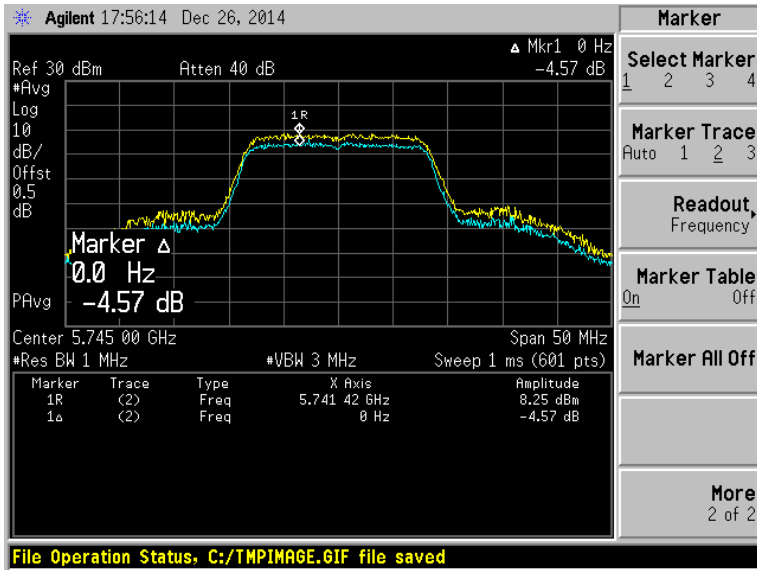 Agilent 17:56:14 Dec 26, 2014
Marker
Δ Mkr1 0 Hz
Ref 30 dBm Atten 40 dB -4.57 dB
#Avg
Log
10
dB/
Offst
0.5
dB
PAvg
1R
Marker Δ
0.0 Hz
-4.57 dB
Center 5.745 00 GHz Span 50 MHz
#Res BW 1 MHz #VBW 3 MHz Sweep 1 ms (601 pts)
Marker Trace Type X Axis Amplitude
1R (2) Freq 5.741 42 GHz 8.25 dBm
1Δ (2) Freq 0 Hz -4.57 dB
Select Marker
1 2 3 4
Marker Trace
Auto 1 2 3
Readout
Frequency
Marker Table
On Off
Marker All Off
More
2 of 2
File Operation Status, C:/TMPIMAGE.GIF file saved